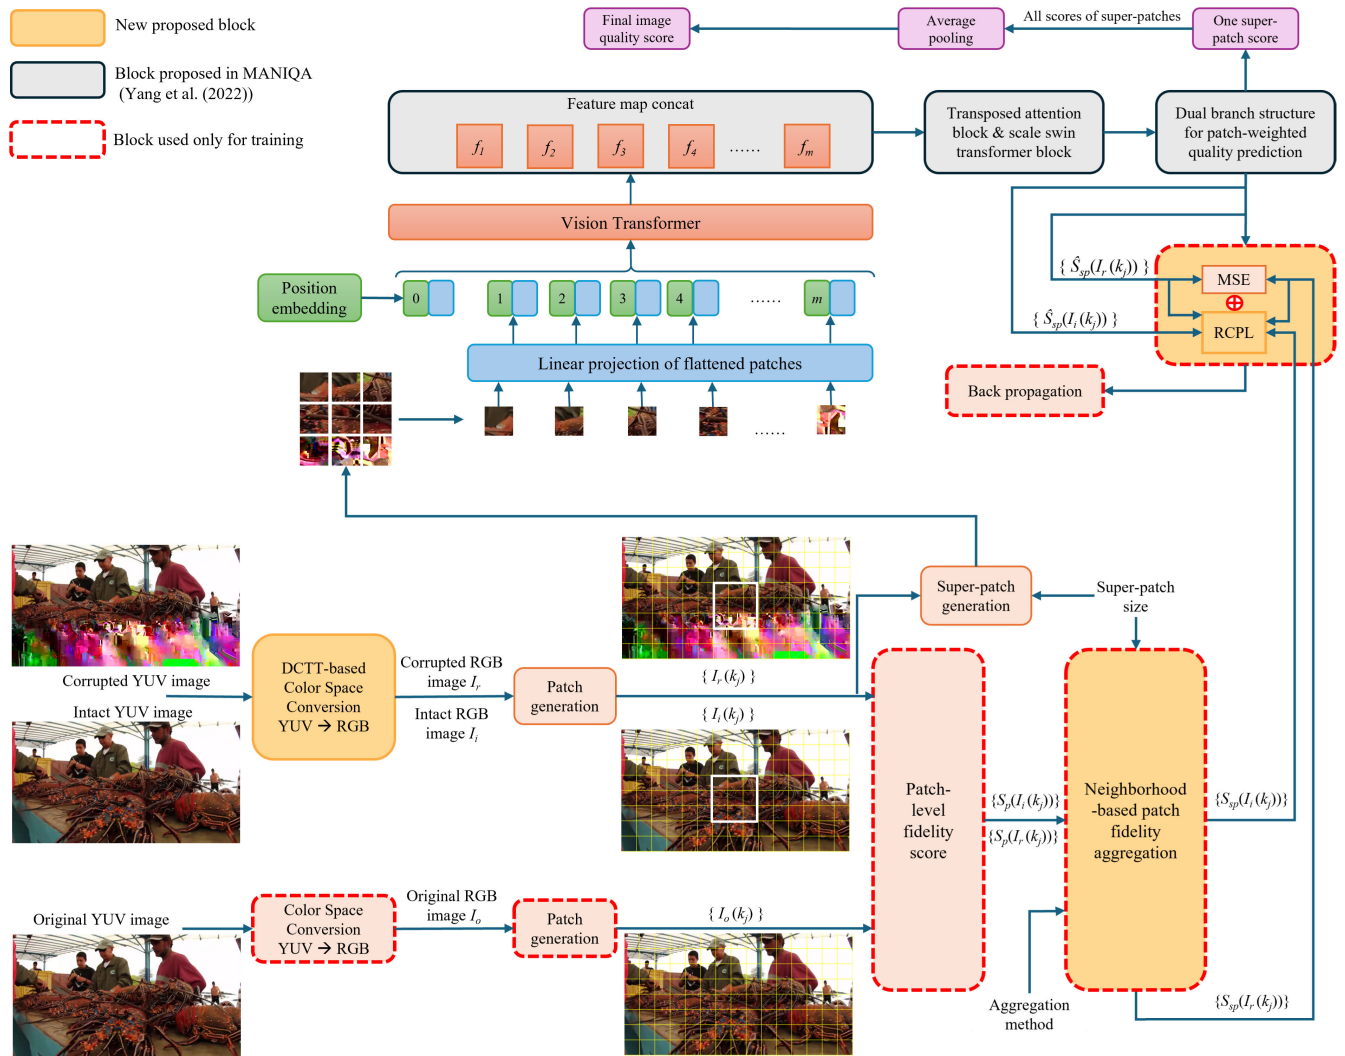 New proposed block
Block proposed in MANIQA
(Yang et al. (2022))
Block used only for training
Final image
quality score
Average
pooling
All scores of super-patches
One super-
patch score
Feature map concat
f1 f2 f3 f4 ...... fm
Transposed attention
block & scale swin
transformer block
Dual branch structure
for patch-weighted
quality prediction
Vision Transformer
Position
embedding
0 1 2 3 4 ...... m
Linear projection of flattened patches
......
{ Ŝsp(Ir (kj)) }
{ Ŝsp(Ii (kj)) }
MSE
⊕
RCPL
Back propagation
Super-patch
generation
Super-patch
size
Corrupted YUV image
Intact YUV image
DCTT-based
Color Space
Conversion
YUV → RGB
Corrupted RGB
image Ir
Intact RGB
image Ii
Patch
generation
{ Ir (kj) }
{ Ii (kj) }
Patch-
level
fidelity
score
{Sp(Ii (kj))}
{Sp(Ir (kj))}
Neighborhood
-based patch
fidelity
aggregation
{Ssp(Ii (kj))}
Original YUV image
Color Space
Conversion
YUV → RGB
Original RGB
image Io
Patch
generation
{ Io (kj) }
Aggregation
method
{Ssp(Ir (kj))}